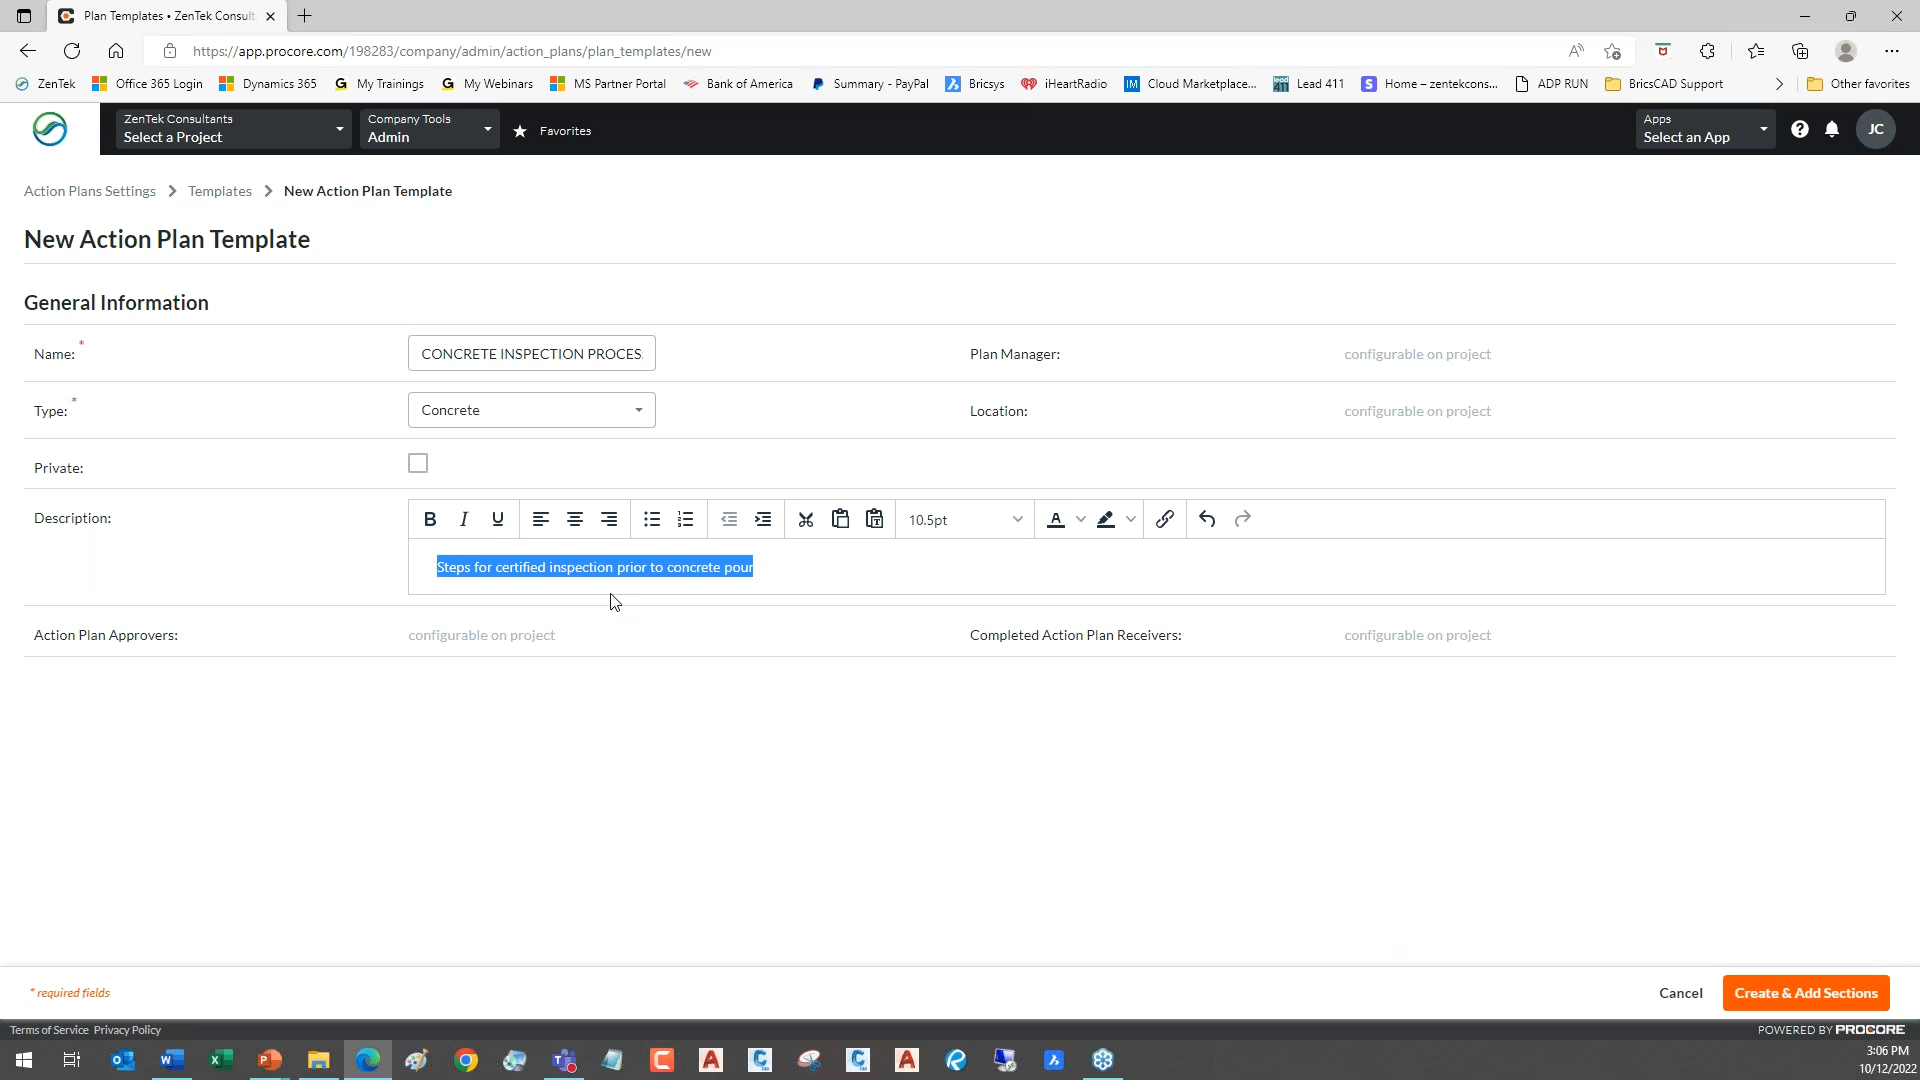 Plan Templates • ZenTek Consult
https://app.procore.com/198283/company/admin/action_plans/plan_templates/new
ZenTek
Office 365 Login
Dynamics 365
My Trainings
My Webinars
MS Partner Portal
Bank of America
Summary - PayPal
Bricsys
iHeartRadio
Cloud Marketplace...
Lead 411
Home – zentekcons...
ADP RUN
BricsCAD Support
Other favorites
ZenTek Consultants
Select a Project
Company Tools
Admin
Favorites
Apps
Select an App
JC
Action Plans Settings
Templates
New Action Plan Template
New Action Plan Template
General Information
Name: *
CONCRETE INSPECTION PROCES
Plan Manager:
configurable on project
Type: *
Concrete
Location:
configurable on project
Private:
Description:
10.5pt
Steps for certified inspection prior to concrete pour
Action Plan Approvers:
configurable on project
Completed Action Plan Receivers:
configurable on project
* required fields
Cancel
Create & Add Sections
Terms of Service Privacy Policy
POWERED BY PROCORE
3:06 PM
10/12/2022